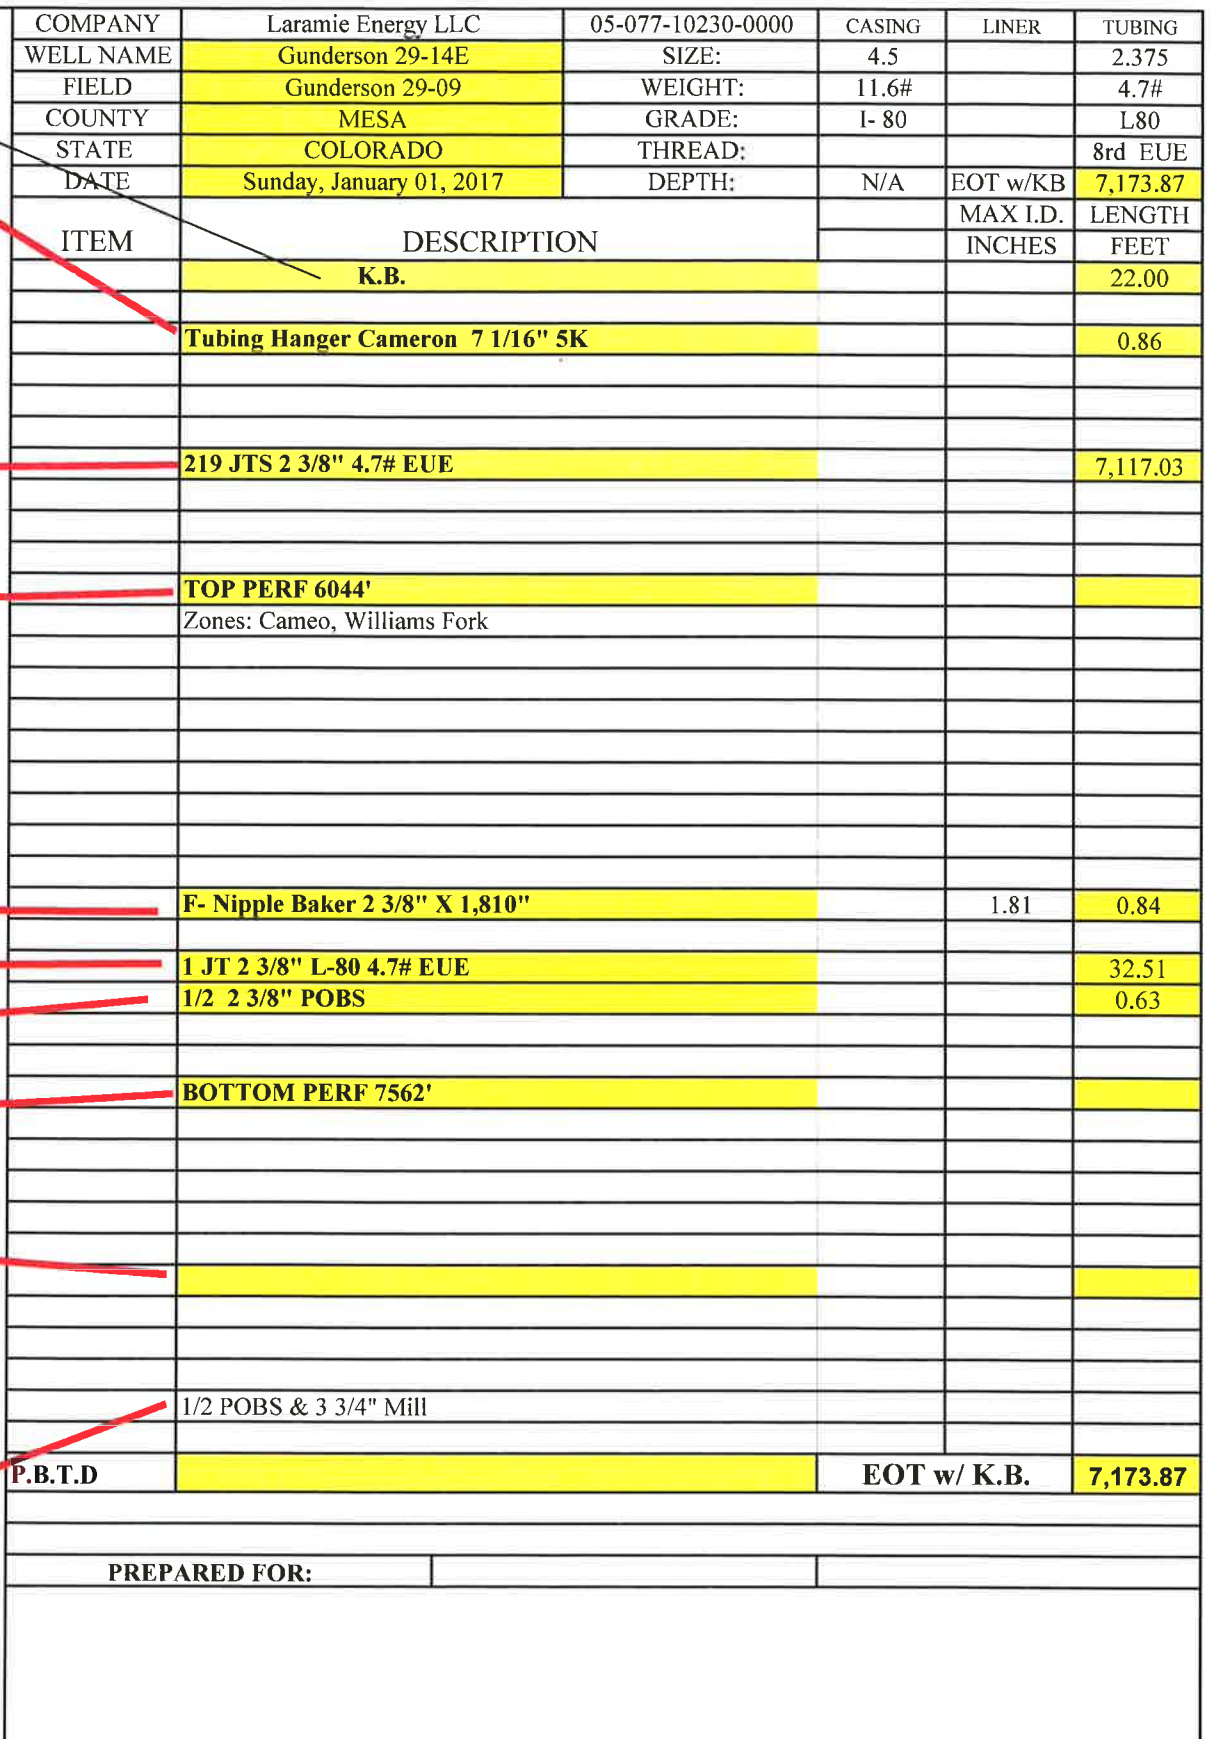 COMPANY Laramie Energy LLC 05-077-10230-0000 CASING LINER TUBING
WELL NAME Gunderson 29-14E SIZE: 4.5 2.375
FIELD Gunderson 29-09 WEIGHT: 11.6# 4.7#
COUNTY MESA GRADE: I- 80 L80
STATE COLORADO THREAD: 8rd EUE
DATE Sunday, January 01, 2017 DEPTH: N/A EOT w/KB 7,173.87
MAX I.D. LENGTH
ITEM DESCRIPTION INCHES FEET
K.B. 22.00
Tubing Hanger Cameron 7 1/16" 5K 0.86
219 JTS 2 3/8" 4.7# EUE 7,117.03
TOP PERF 6044'
Zones: Cameo, Williams Fork
F- Nipple Baker 2 3/8" X 1,810" 1.81 0.84
1 JT 2 3/8" L-80 4.7# EUE 32.51
1/2 2 3/8" POBS 0.63
BOTTOM PERF 7562'
1/2 POBS & 3 3/4" Mill
P.B.T.D EOT w/ K.B. 7,173.87
PREPARED FOR: